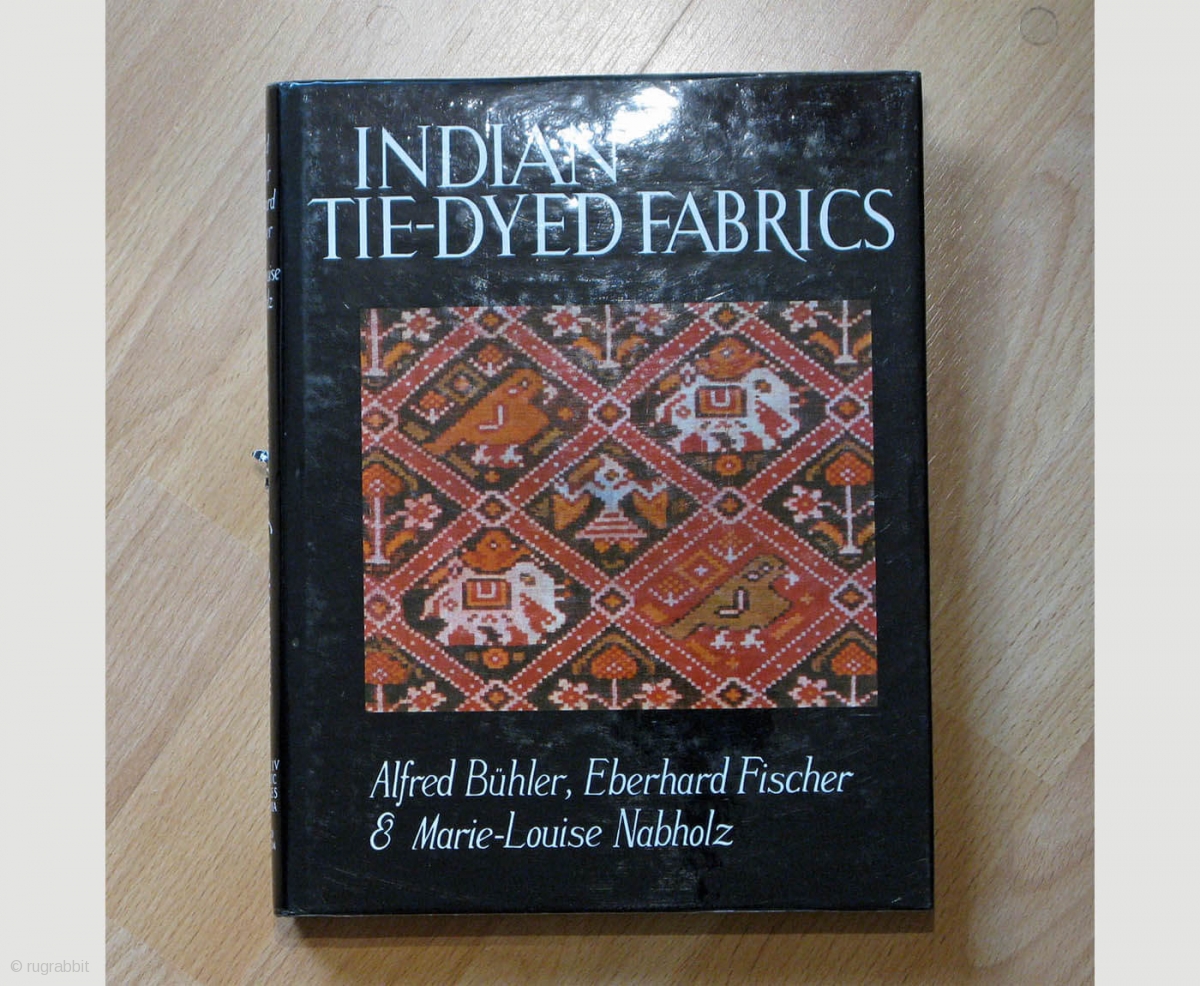 INDIAN
TIE-DYED FABRICS
Alfred Bühler, Eberhard Fischer
& Marie-Louise Nabholz
© rugrabbit